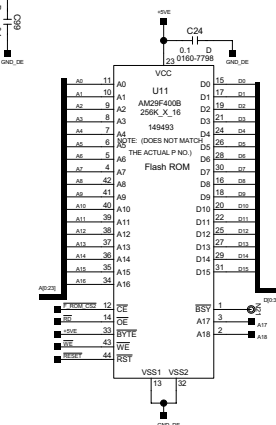 +5VE
C24
0.1 D
0160-7798
GND_DE
C99
GND_DE
23
VCC
U11
AM29F400B
256K_X_16
149493
NOTE: (DOES NOT MATCH
THE ACTUAL P NO.)
Flash ROM
A0 11 A0 D0 15 D0
A1 10 A1 D1 17 D1
A2 9 A2 D2 19 D2
A3 8 A3 D3 21 D3
A4 7 A4 D4 24 D4
A5 6 A5 D5 26 D5
A6 5 A6 D6 28 D6
A7 4 A7 D7 30 D7
A8 42 A8 D8 16 D8
A9 41 A9 D9 18 D9
A10 40 A10 D10 20 D10
A11 39 A11 D11 22 D11
A12 38 A12 D12 25 D12
A13 37 A13 D13 27 D13
A14 36 A14 D14 29 D14
A15 35 A15 D15 31 D15
A16 34 A16
A[0:23]
F_ROM_CS2 12 CE BSY 1
RD 14 OE A17 3 A17
+5VE 33 BYTE A18 2 A18
WE 43 WE
RESET 44 RST
VSS1 VSS2
13 32
GND_DE